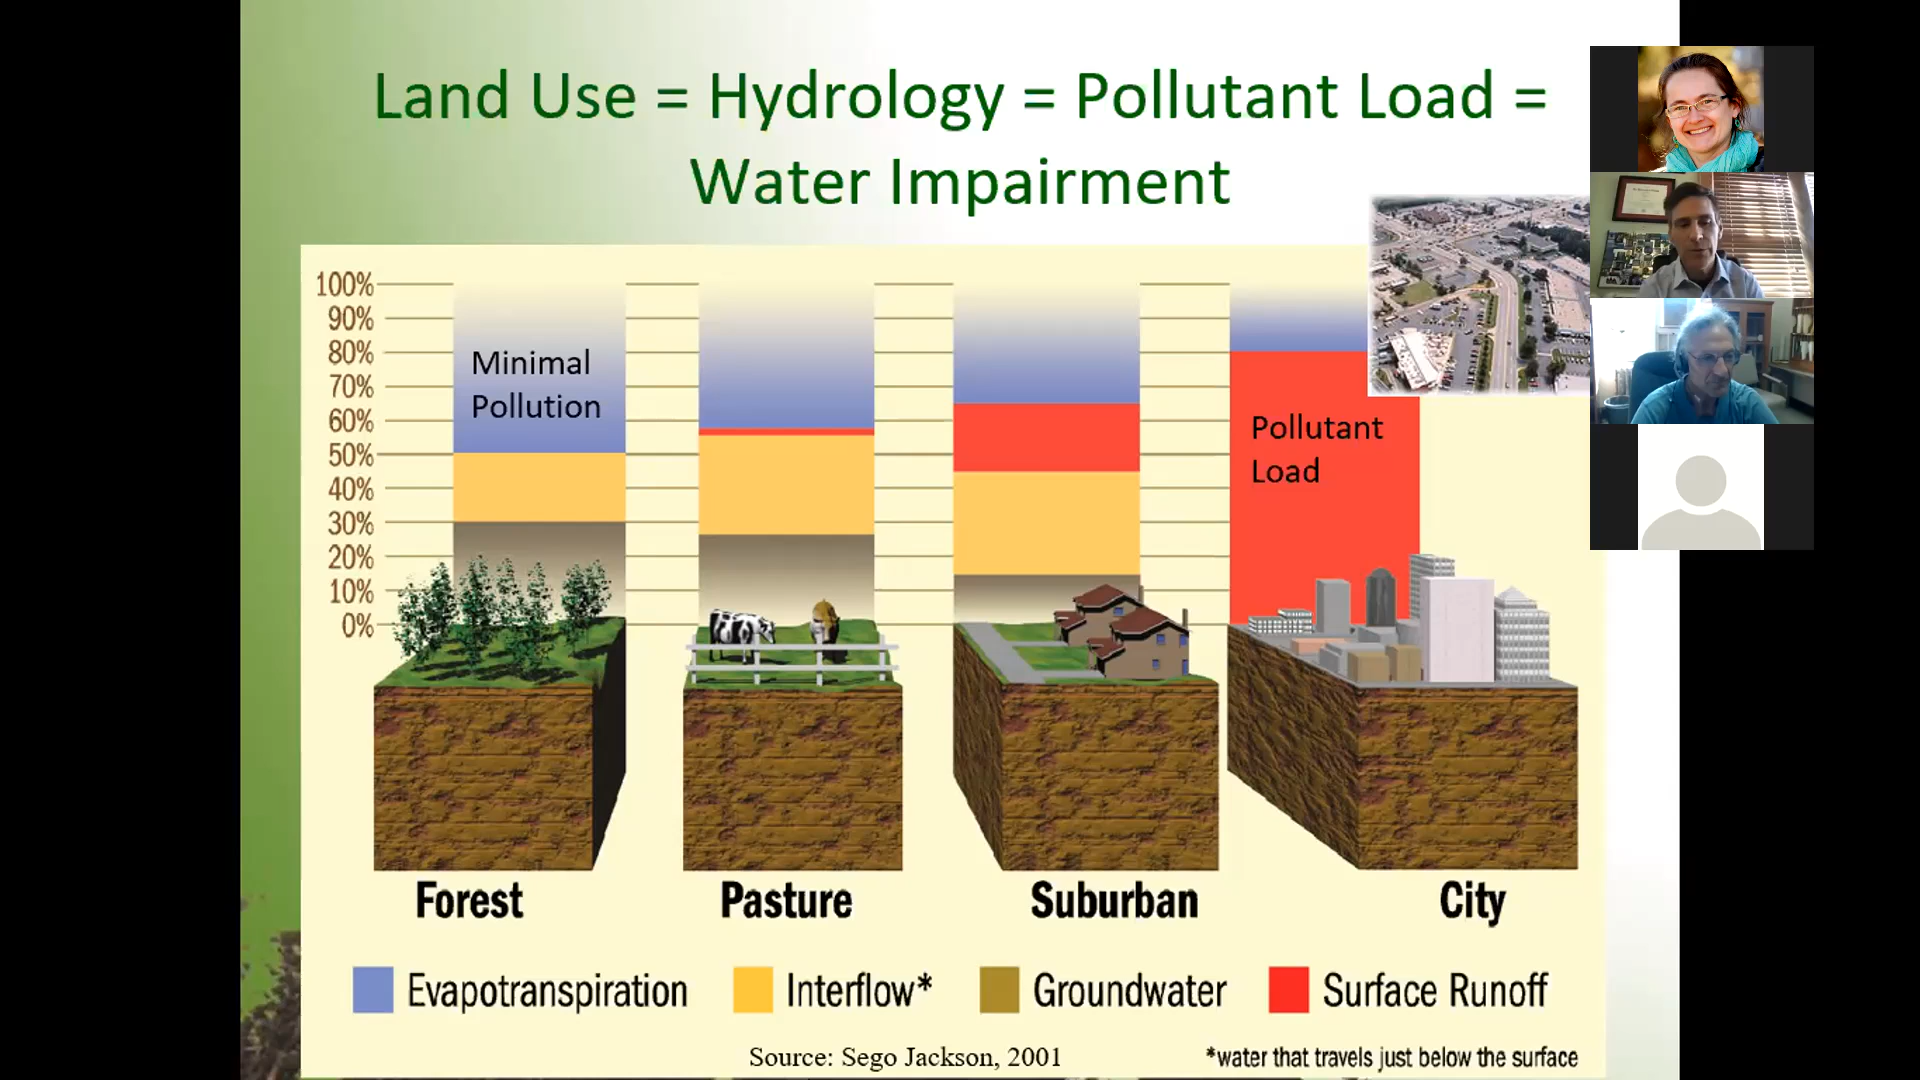 Land Use = Hydrology = Pollutant Load =
Water Impairment
100%
90%
80%
70%
60%
50%
40%
30%
20%
10%
0%
Minimal
Pollution
Pollutant
Load
Forest
Pasture
Suburban
City
Evapotranspiration
Interflow*
Groundwater
Surface Runoff
Source: Sego Jackson, 2001
*water that travels just below the surface